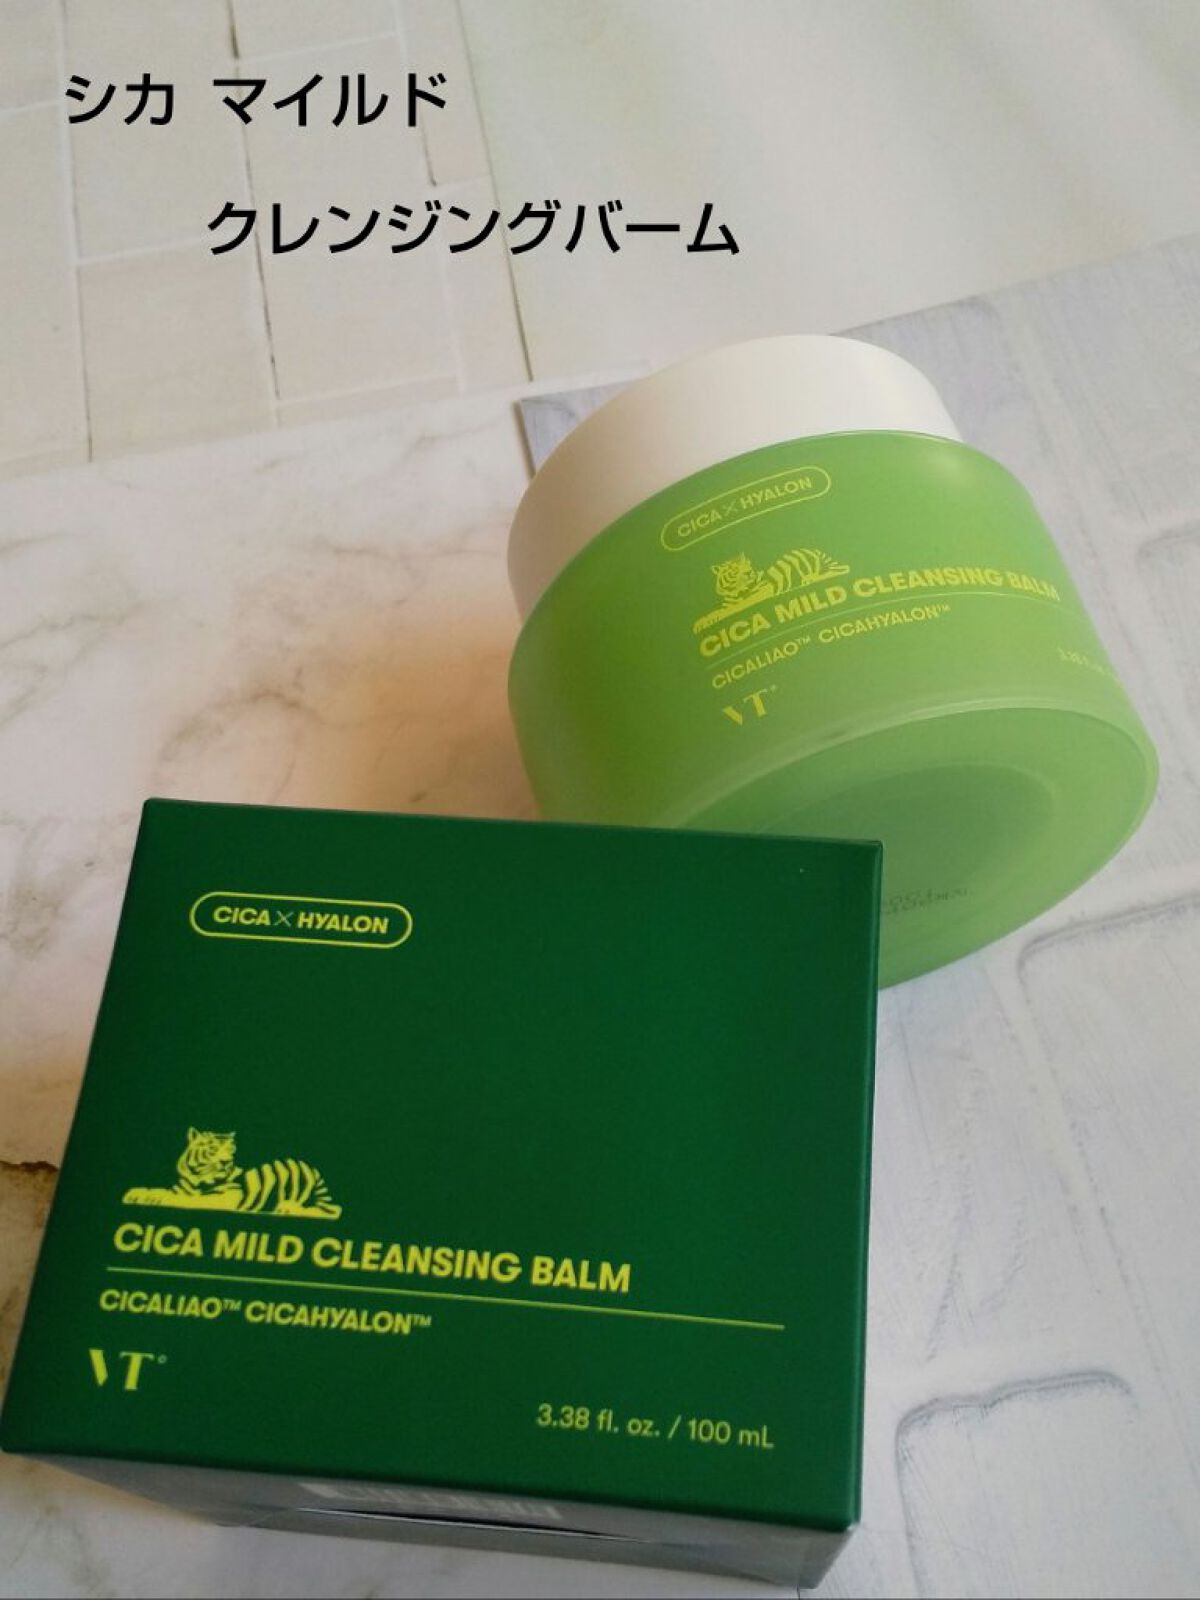 シカ マイルド
クレンジングバーム
CICA×HYALON
CICA MILD CLEANSING BALM
CICALIAO™ CICAHYALON™
VT°
CICA×HYALON
CICA MILD CLEANSING BALM
CICALIAO™ CICAHYALON™
VT°
3.38 fl. oz. / 100 mL